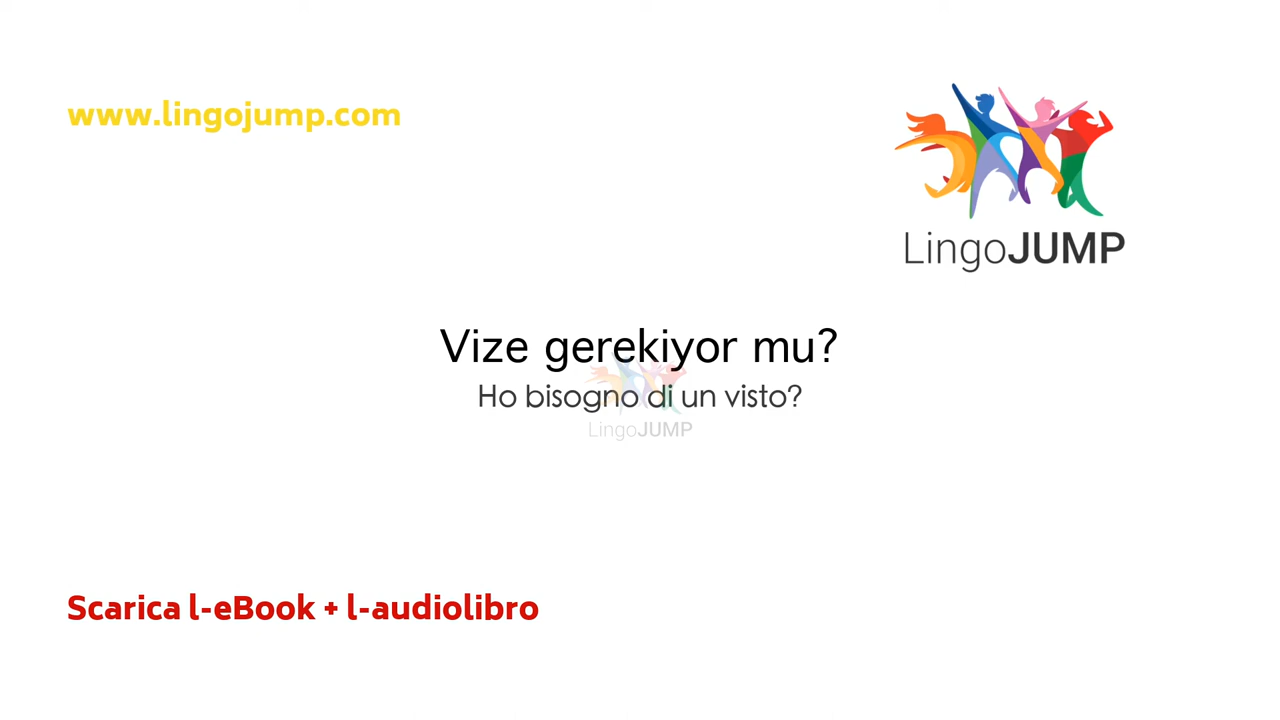 www.lingojump.com
LingoJUMP
Vize gerekiyor mu?
Ho bisogno di un visto?
LingoJUMP
Scarica l-eBook + l-audiolibro